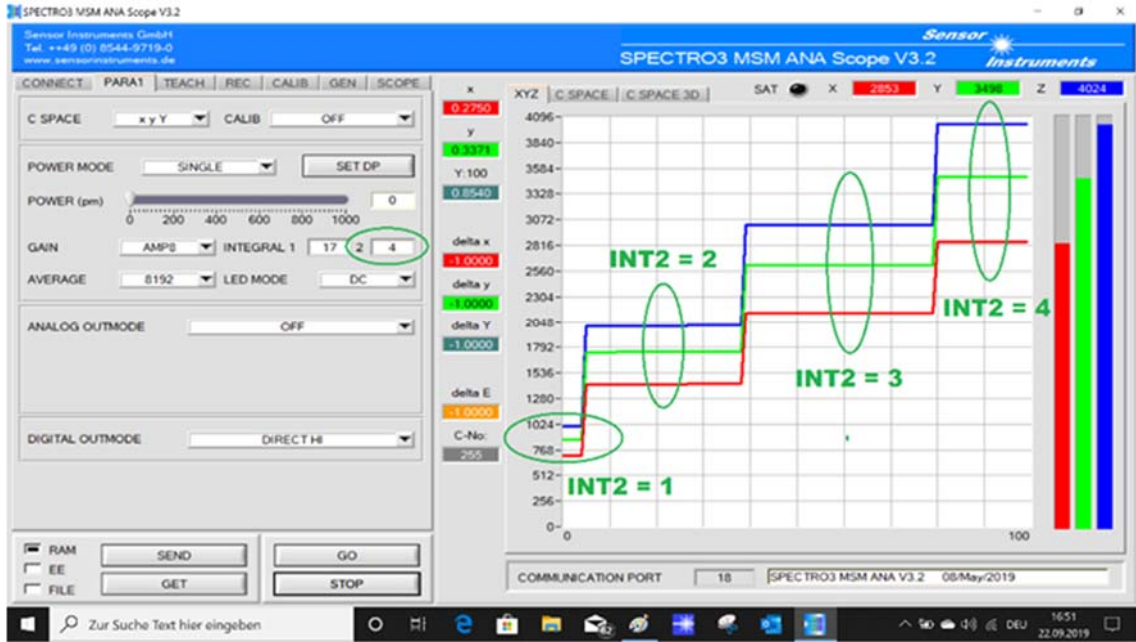 SPECTRO3 MSM ANA Scope V3.2
Sensor Instruments GmbH
Tel. ++49 (0) 8544-9719-0
www.sensorinstruments.de
Sensor
Instruments
SPECTRO3 MSM ANA Scope V3.2
CONNECT PARA1 TEACH REC CALIB GEN SCOPE
C SPACE x y Y CALIB OFF
POWER MODE SINGLE SET DP
POWER (pm) 0
0 200 400 600 800 1000
GAIN AMP8 INTEGRAL 1 17 2 4
AVERAGE 8192 LED MODE DC
ANALOG OUTMODE OFF
DIGITAL OUTMODE DIRECT HI
RAM
EE
FILE
SEND GO
GET STOP
x
0.2750
y
0.3371
Y:100
0.8540
delta x
-1.0000
delta y
-1.0000
delta Y
-1.0000
delta E
-1.0000
C-No:
255
XYZ C SPACE C SPACE 3D SAT X 2853 Y 3498 Z 4024
4096
3840
3584
3328
3072
2816
2560
2304
2048
1792
1536
1280
1024
768
512
256
0
0 100
INT2 = 1
INT2 = 2
INT2 = 3
INT2 = 4
COMMUNICATION PORT 18 SPECTRO3 MSM ANA V3.2 08/May/2019
Zur Suche Text hier eingeben
DEU
16:51
22.09.2019